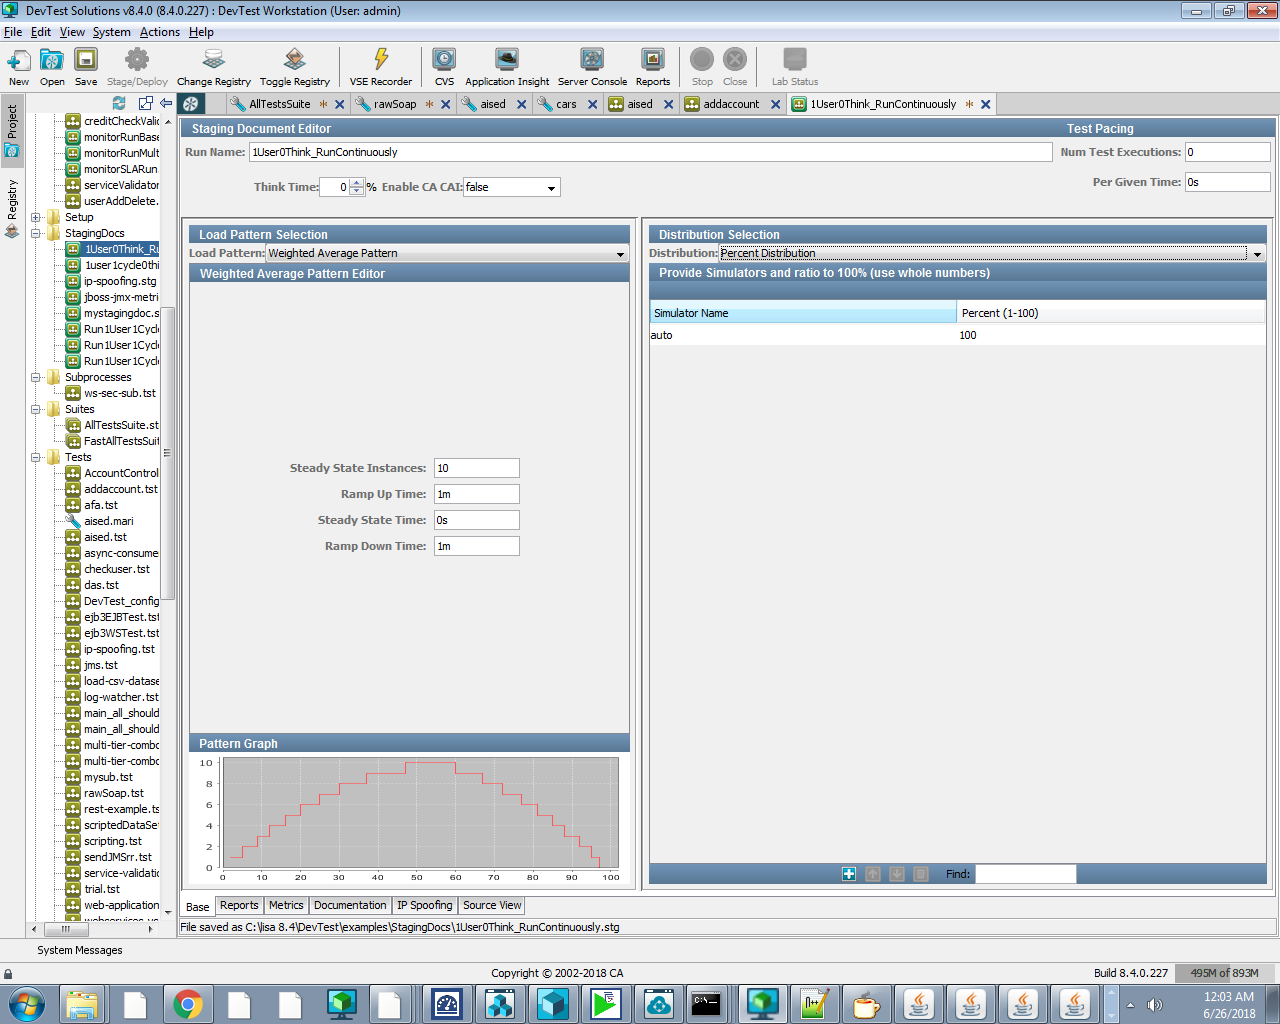 DevTest Solutions v8.4.0 (8.4.0.227) : DevTest Workstation (User: admin)
File Edit View System Actions Help
New Open Save Stage/Deploy Change Registry Toggle Registry VSE Recorder CVS Application Insight Server Console Reports Stop Close Lab Status
AllTestsSuite rawSoap aised cars aised addaccount 1User0Think_RunContinuously
Project
Registry
creditCheckVali
monitorRunBase
monitorRunMult
monitorSLARun.
serviceValidator
userAddDelete.
Setup
StagingDocs
1User0Think_Ru
1user1cycle0thi
ip-spoofing.stg
jboss-jmx-metri
mystagingdoc.s
Run1User1Cycl
Run1User1Cycl
Run1User1Cycl
Subprocesses
ws-sec-sub.tst
Suites
AllTestsSuite.st
FastAllTestsSuit
Tests
AccountControl
addaccount.tst
afa.tst
aised.mari
aised.tst
async-consume
checkuser.tst
das.tst
DevTest_config
ejb3EJBTest.tst
ejb3WSTest.tst
ip-spoofing.tst
jms.tst
load-csv-datase
log-watcher.tst
main_all_should
main_all_should
multi-tier-combo
multi-tier-combo
mysub.tst
rawSoap.tst
rest-example.ts
scriptedDataSet
scripting.tst
sendJMSrr.tst
service-validatio
trial.tst
web-application
Staging Document Editor
Test Pacing
Run Name: 1User0Think_RunContinuously
Num Test Executions: 0
Think Time: 0 % Enable CA CAI: false
Per Given Time: 0s
Load Pattern Selection
Load Pattern: Weighted Average Pattern
Weighted Average Pattern Editor
Steady State Instances: 10
Ramp Up Time: 1m
Steady State Time: 0s
Ramp Down Time: 1m
Pattern Graph
10
8
6
4
2
0
0 10 20 30 40 50 60 70 80 90 100
Distribution Selection
Distribution: Percent Distribution
Provide Simulators and ratio to 100% (use whole numbers)
Simulator Name Percent (1-100)
auto 100
Find:
Base Reports Metrics Documentation IP Spoofing Source View
File saved as C:\lisa 8.4\DevTest\examples\StagingDocs\1User0Think_RunContinuously.stg
System Messages
Copyright © 2002-2018 CA
Build 8.4.0.227 495M of 893M
12:03 AM
6/26/2018